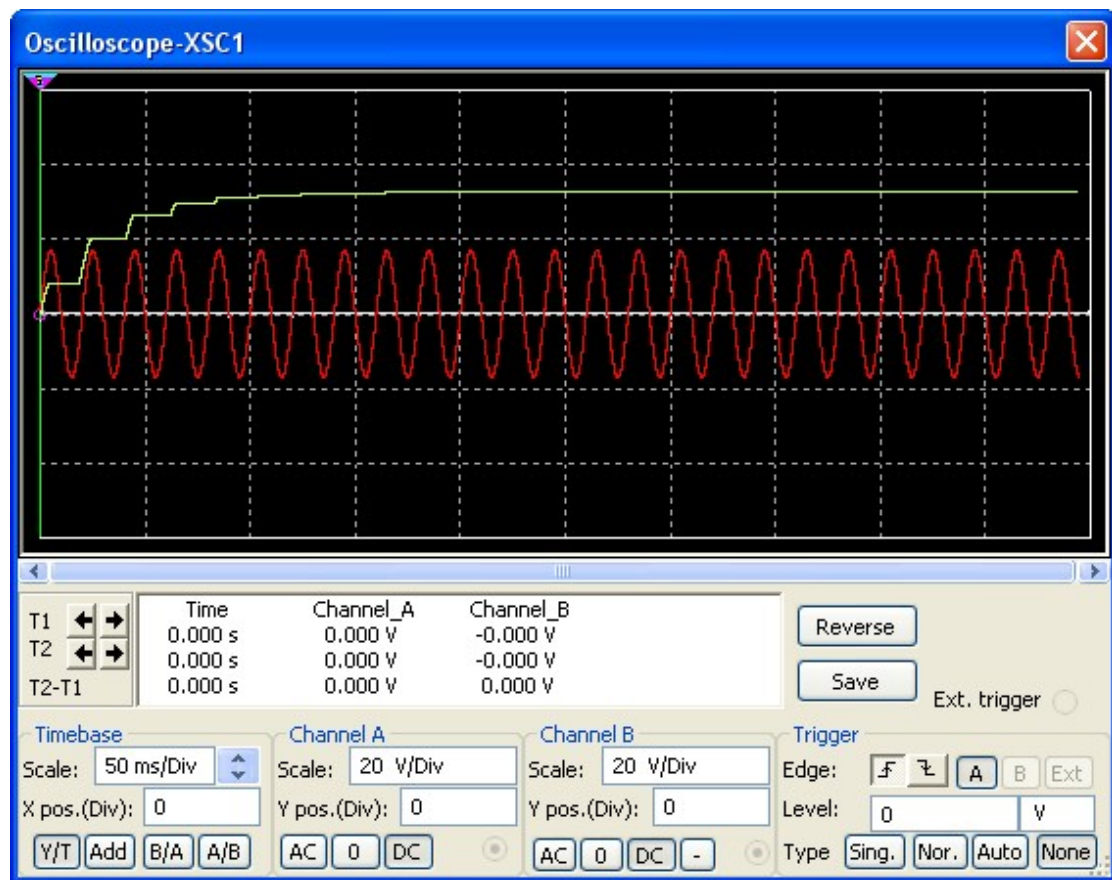 Oscilloscope-XSC1
Time Channel_A Channel_B
T1 0.000 s 0.000 V -0.000 V
T2 0.000 s 0.000 V -0.000 V
T2-T1 0.000 s 0.000 V 0.000 V
Reverse
Save
Ext. trigger
Timebase
Scale: 50 ms/Div
X pos.(Div): 0
Y/T Add B/A A/B
Channel A
Scale: 20 V/Div
Y pos.(Div): 0
AC 0 DC
Channel B
Scale: 20 V/Div
Y pos.(Div): 0
AC 0 DC -
Trigger
Edge: A B Ext
Level: 0 V
Type Sing. Nor. Auto None